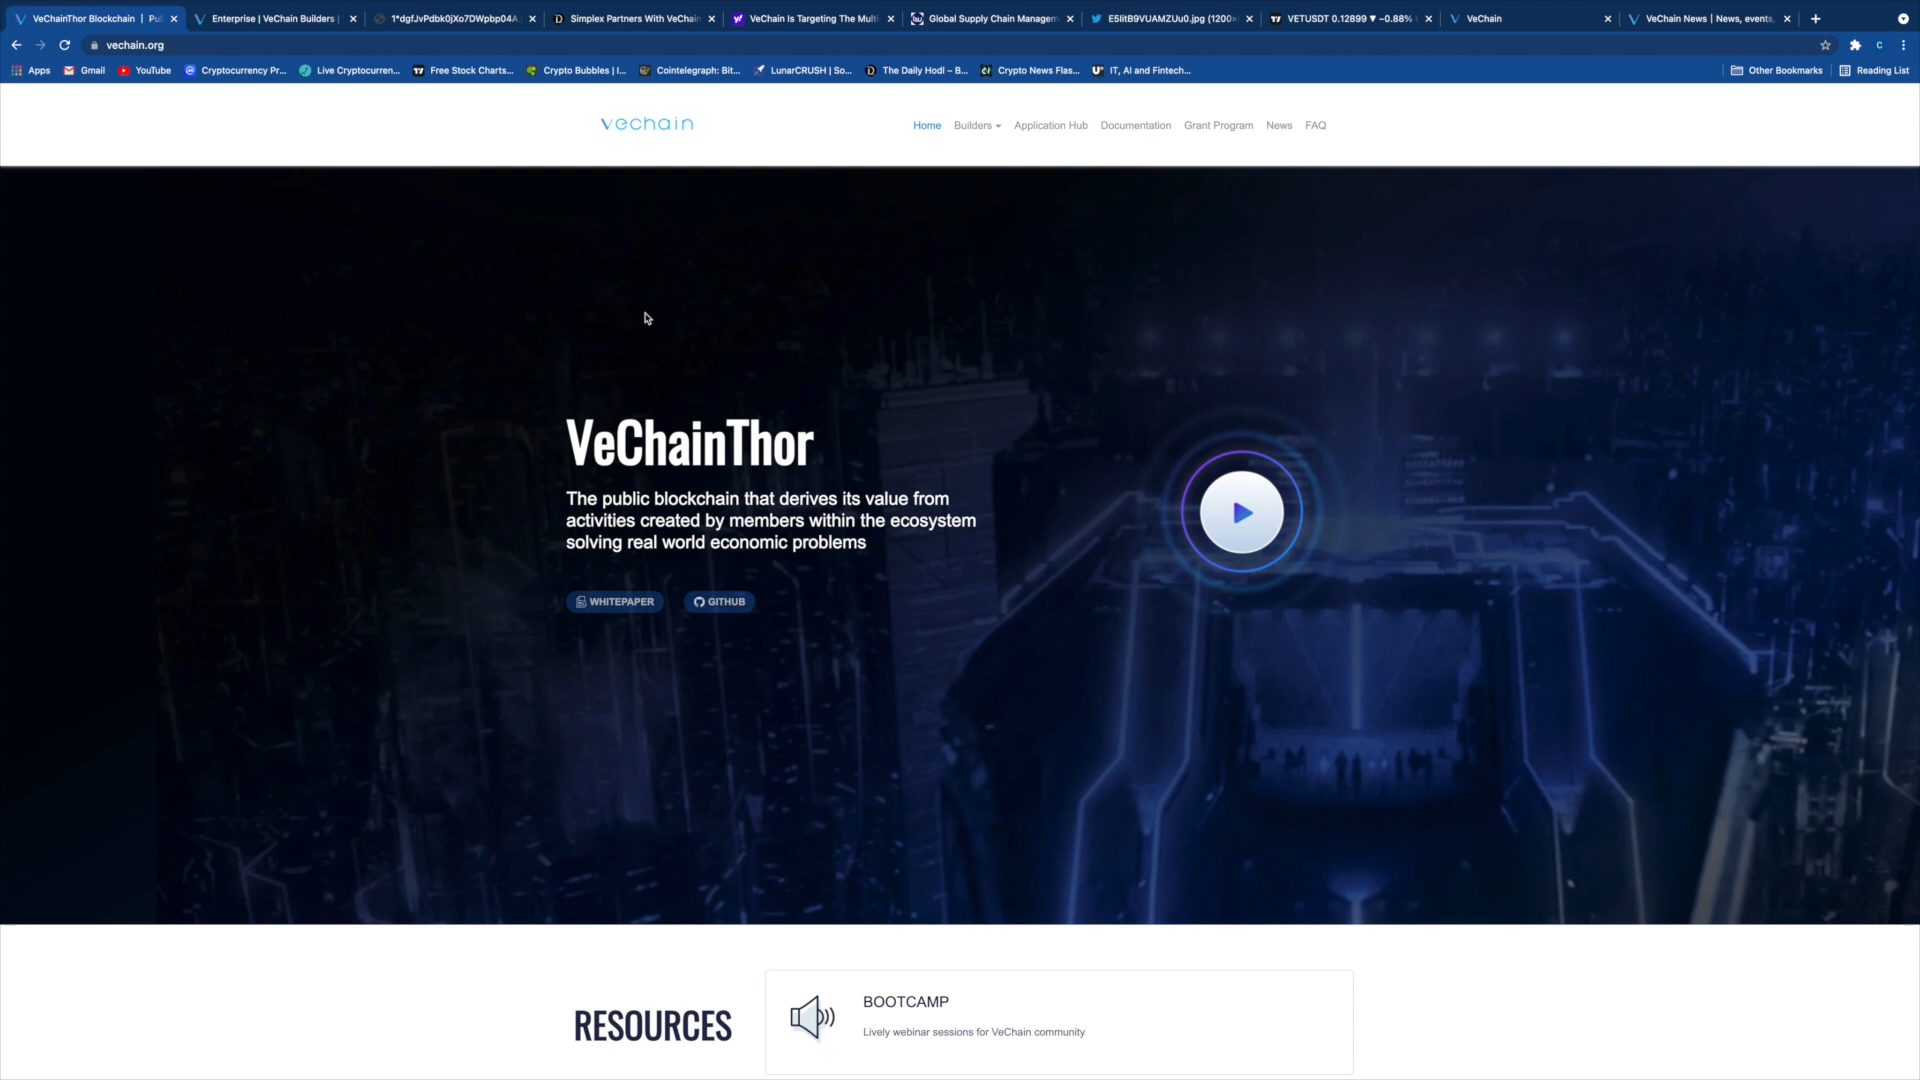 VeChainThor Blockchain | Pu
Enterprise | VeChain Builders |
1*dgfJvPdbk0jXo7DWpbp04A.
Simplex Partners With VeChain
VeChain Is Targeting The Multi
Global Supply Chain Managem
E5IitB9VUAMZUu0.jpg (1200×
VETUSDT 0.12899 ▼ −0.88%
VeChain
VeChain News | News, events,
vechain.org
C
Apps
Gmail
YouTube
Cryptocurrency Pr...
Live Cryptocurren...
Free Stock Charts...
Crypto Bubbles | I...
Cointelegraph: Bit...
LunarCRUSH | So...
The Daily Hodl – B...
Crypto News Flas...
IT, AI and Fintech...
Other Bookmarks
Reading List
vechain
Home
Builders
Application Hub
Documentation
Grant Program
News
FAQ
VeChainThor
The public blockchain that derives its value from
activities created by members within the ecosystem
solving real world economic problems
WHITEPAPER
GITHUB
RESOURCES
BOOTCAMP
Lively webinar sessions for VeChain community